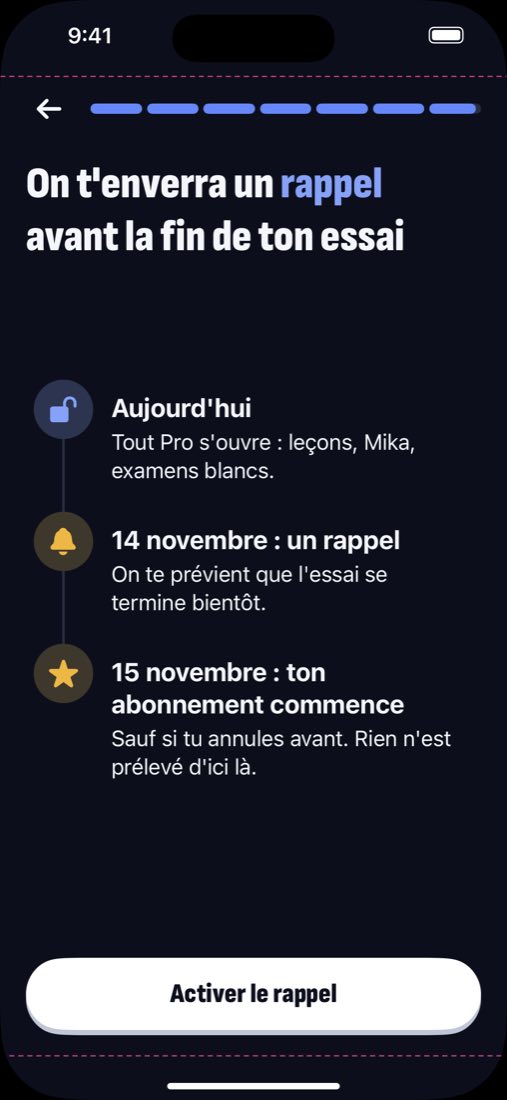 9:41
On t'enverra un rappel
avant la fin de ton essai
Aujourd'hui
Tout Pro s'ouvre : leçons, Mika,
examens blancs.
14 novembre : un rappel
On te prévient que l'essai se
termine bientôt.
15 novembre : ton
abonnement commence
Sauf si tu annules avant. Rien n'est
prélevé d'ici là.
Activer le rappel